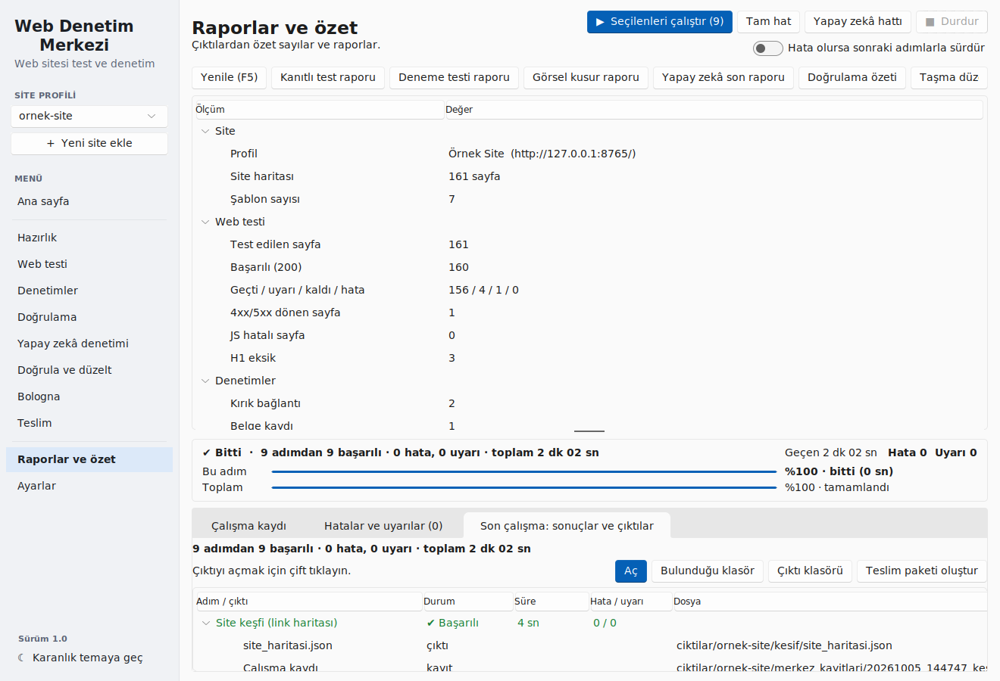 Web Denetim
Merkezi
Web sitesi test ve denetim
SİTE PROFİLİ
ornek-site
+ Yeni site ekle
MENÜ
Ana sayfa
Hazırlık
Web testi
Denetimler
Doğrulama
Yapay zekâ denetimi
Doğrula ve düzelt
Bologna
Teslim
Raporlar ve özet
Ayarlar
Sürüm 1.0
☾ Karanlık temaya geç
Raporlar ve özet
Çıktılardan özet sayılar ve raporlar.
▶ Seçilenleri çalıştır (9) Tam hat Yapay zekâ hattı ■ Durdur
Hata olursa sonraki adımlarla sürdür
Yenile (F5) Kanıtlı test raporu Deneme testi raporu Görsel kusur raporu Yapay zekâ son raporu Doğrulama özeti Taşma düz
Ölçüm Değer
Site
Profil Örnek Site (http://127.0.0.1:8765/)
Site haritası 161 sayfa
Şablon sayısı 7
Web testi
Test edilen sayfa 161
Başarılı (200) 160
Geçti / uyarı / kaldı / hata 156 / 4 / 1 / 0
4xx/5xx dönen sayfa 1
JS hatalı sayfa 0
H1 eksik 3
Denetimler
Kırık bağlantı 2
Belge kaydı 1
✔ Bitti · 9 adımdan 9 başarılı · 0 hata, 0 uyarı · toplam 2 dk 02 sn Geçen 2 dk 02 sn Hata 0 Uyarı 0
Bu adım %100 · bitti (0 sn)
Toplam %100 · tamamlandı
Çalışma kaydı Hatalar ve uyarılar (0) Son çalışma: sonuçlar ve çıktılar
9 adımdan 9 başarılı · 0 hata, 0 uyarı · toplam 2 dk 02 sn
Çıktıyı açmak için çift tıklayın. Aç Bulunduğu klasör Çıktı klasörü Teslim paketi oluştur
Adım / çıktı Durum Süre Hata / uyarı Dosya
Site keşfi (link haritası) ✔ Başarılı 4 sn 0 / 0
site_haritasi.json çıktı ciktilar/ornek-site/kesif/site_haritasi.json
Çalışma kaydı kayıt ciktilar/ornek-site/merkez_kayitlari/20261005_144747_kes